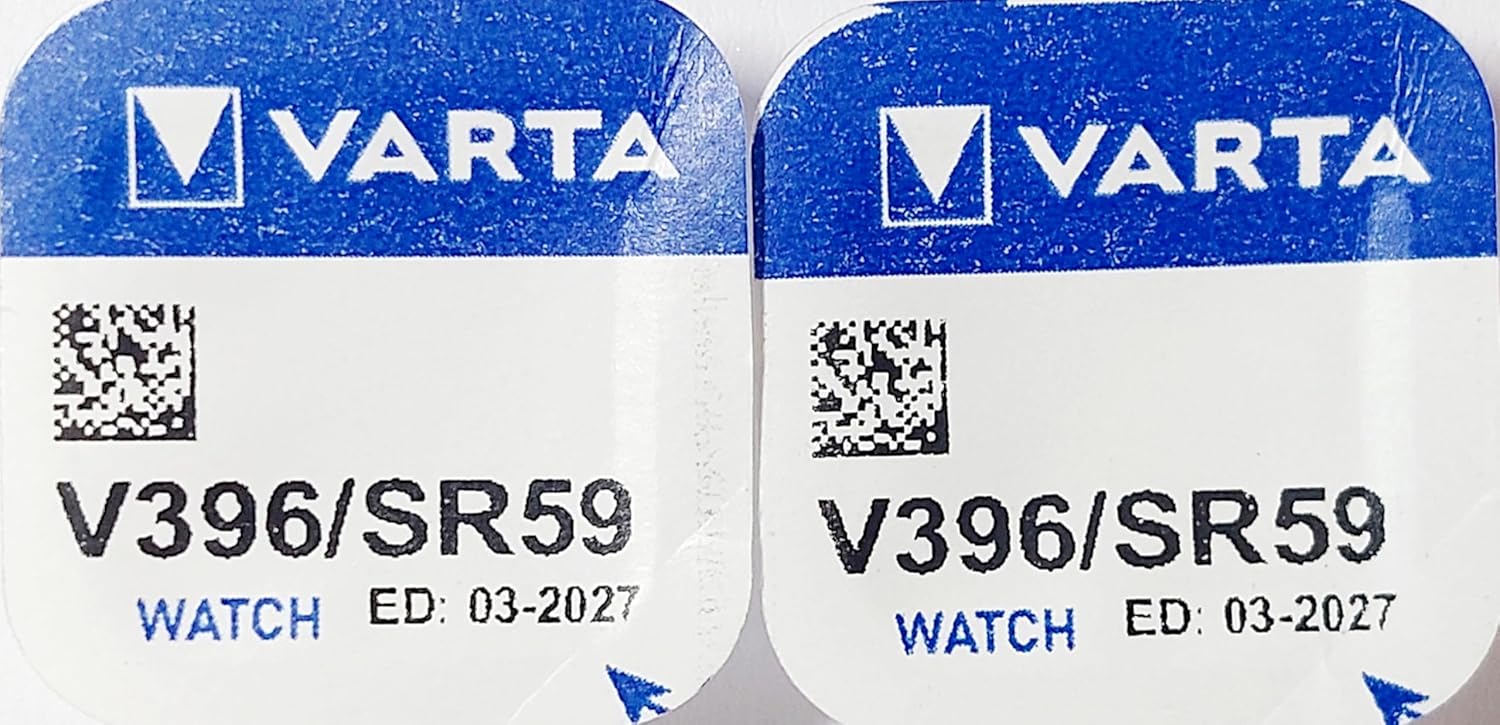 VARTA
V396/SR59
WATCH ED: 03-2027
VARTA
V396/SR59
WATCH ED: 03-2027